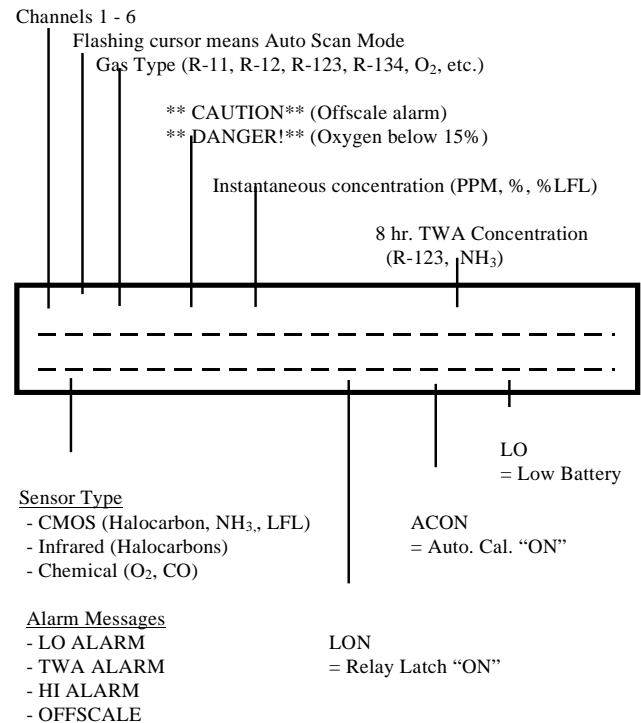 Channels 1 - 6
Flashing cursor means Auto Scan Mode
Gas Type (R-11, R-12, R-123, R-134, O₂, etc.)
** CAUTION** (Offscale alarm)
** DANGER!** (Oxygen below 15%)
Instantaneous concentration (PPM, %, %LFL)
8 hr. TWA Concentration
(R-123, NH₃)
LO
= Low Battery
Sensor Type
- CMOS (Halocarbon, NH₃,, LFL)
- Infrared (Halocarbons)
- Chemical (O₂, CO)
ACON
= Auto. Cal. “ON”
Alarm Messages
- LO ALARM
- TWA ALARM
- HI ALARM
- OFFSCALE
LON
= Relay Latch “ON”